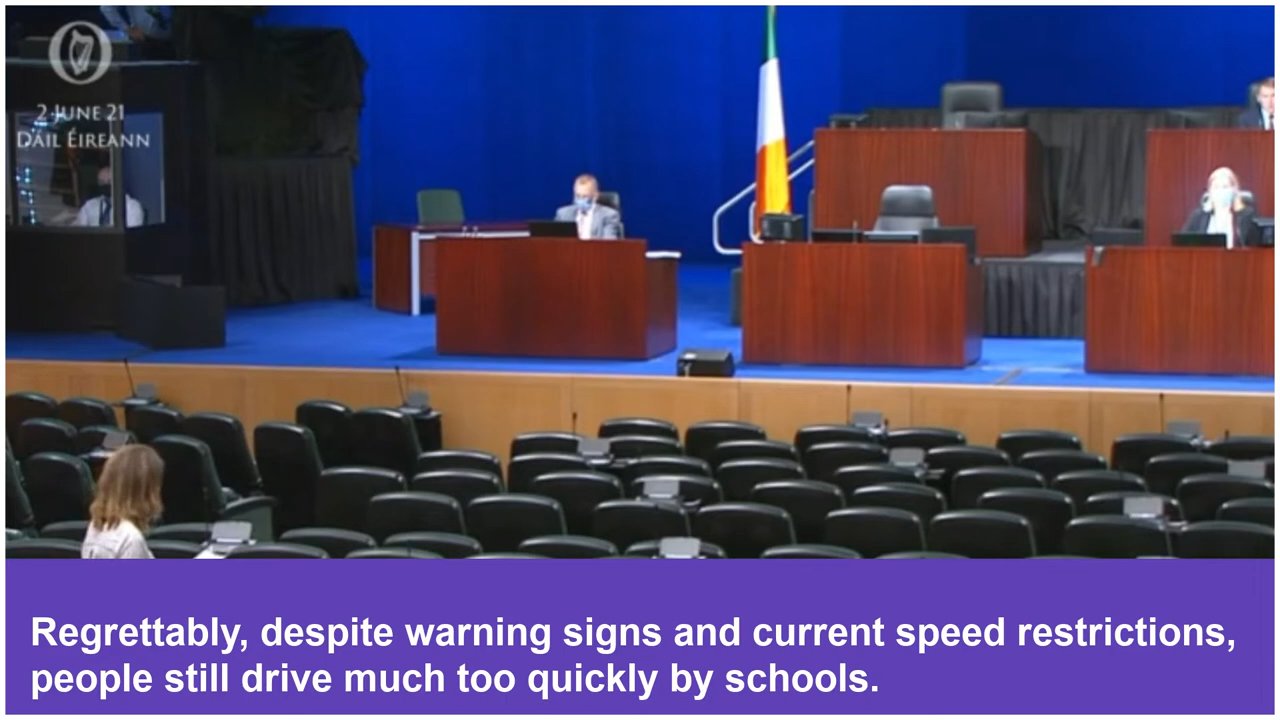 2 JUNE 21
DÁIL ÉIREANN
Regrettably, despite warning signs and current speed restrictions,
people still drive much too quickly by schools.